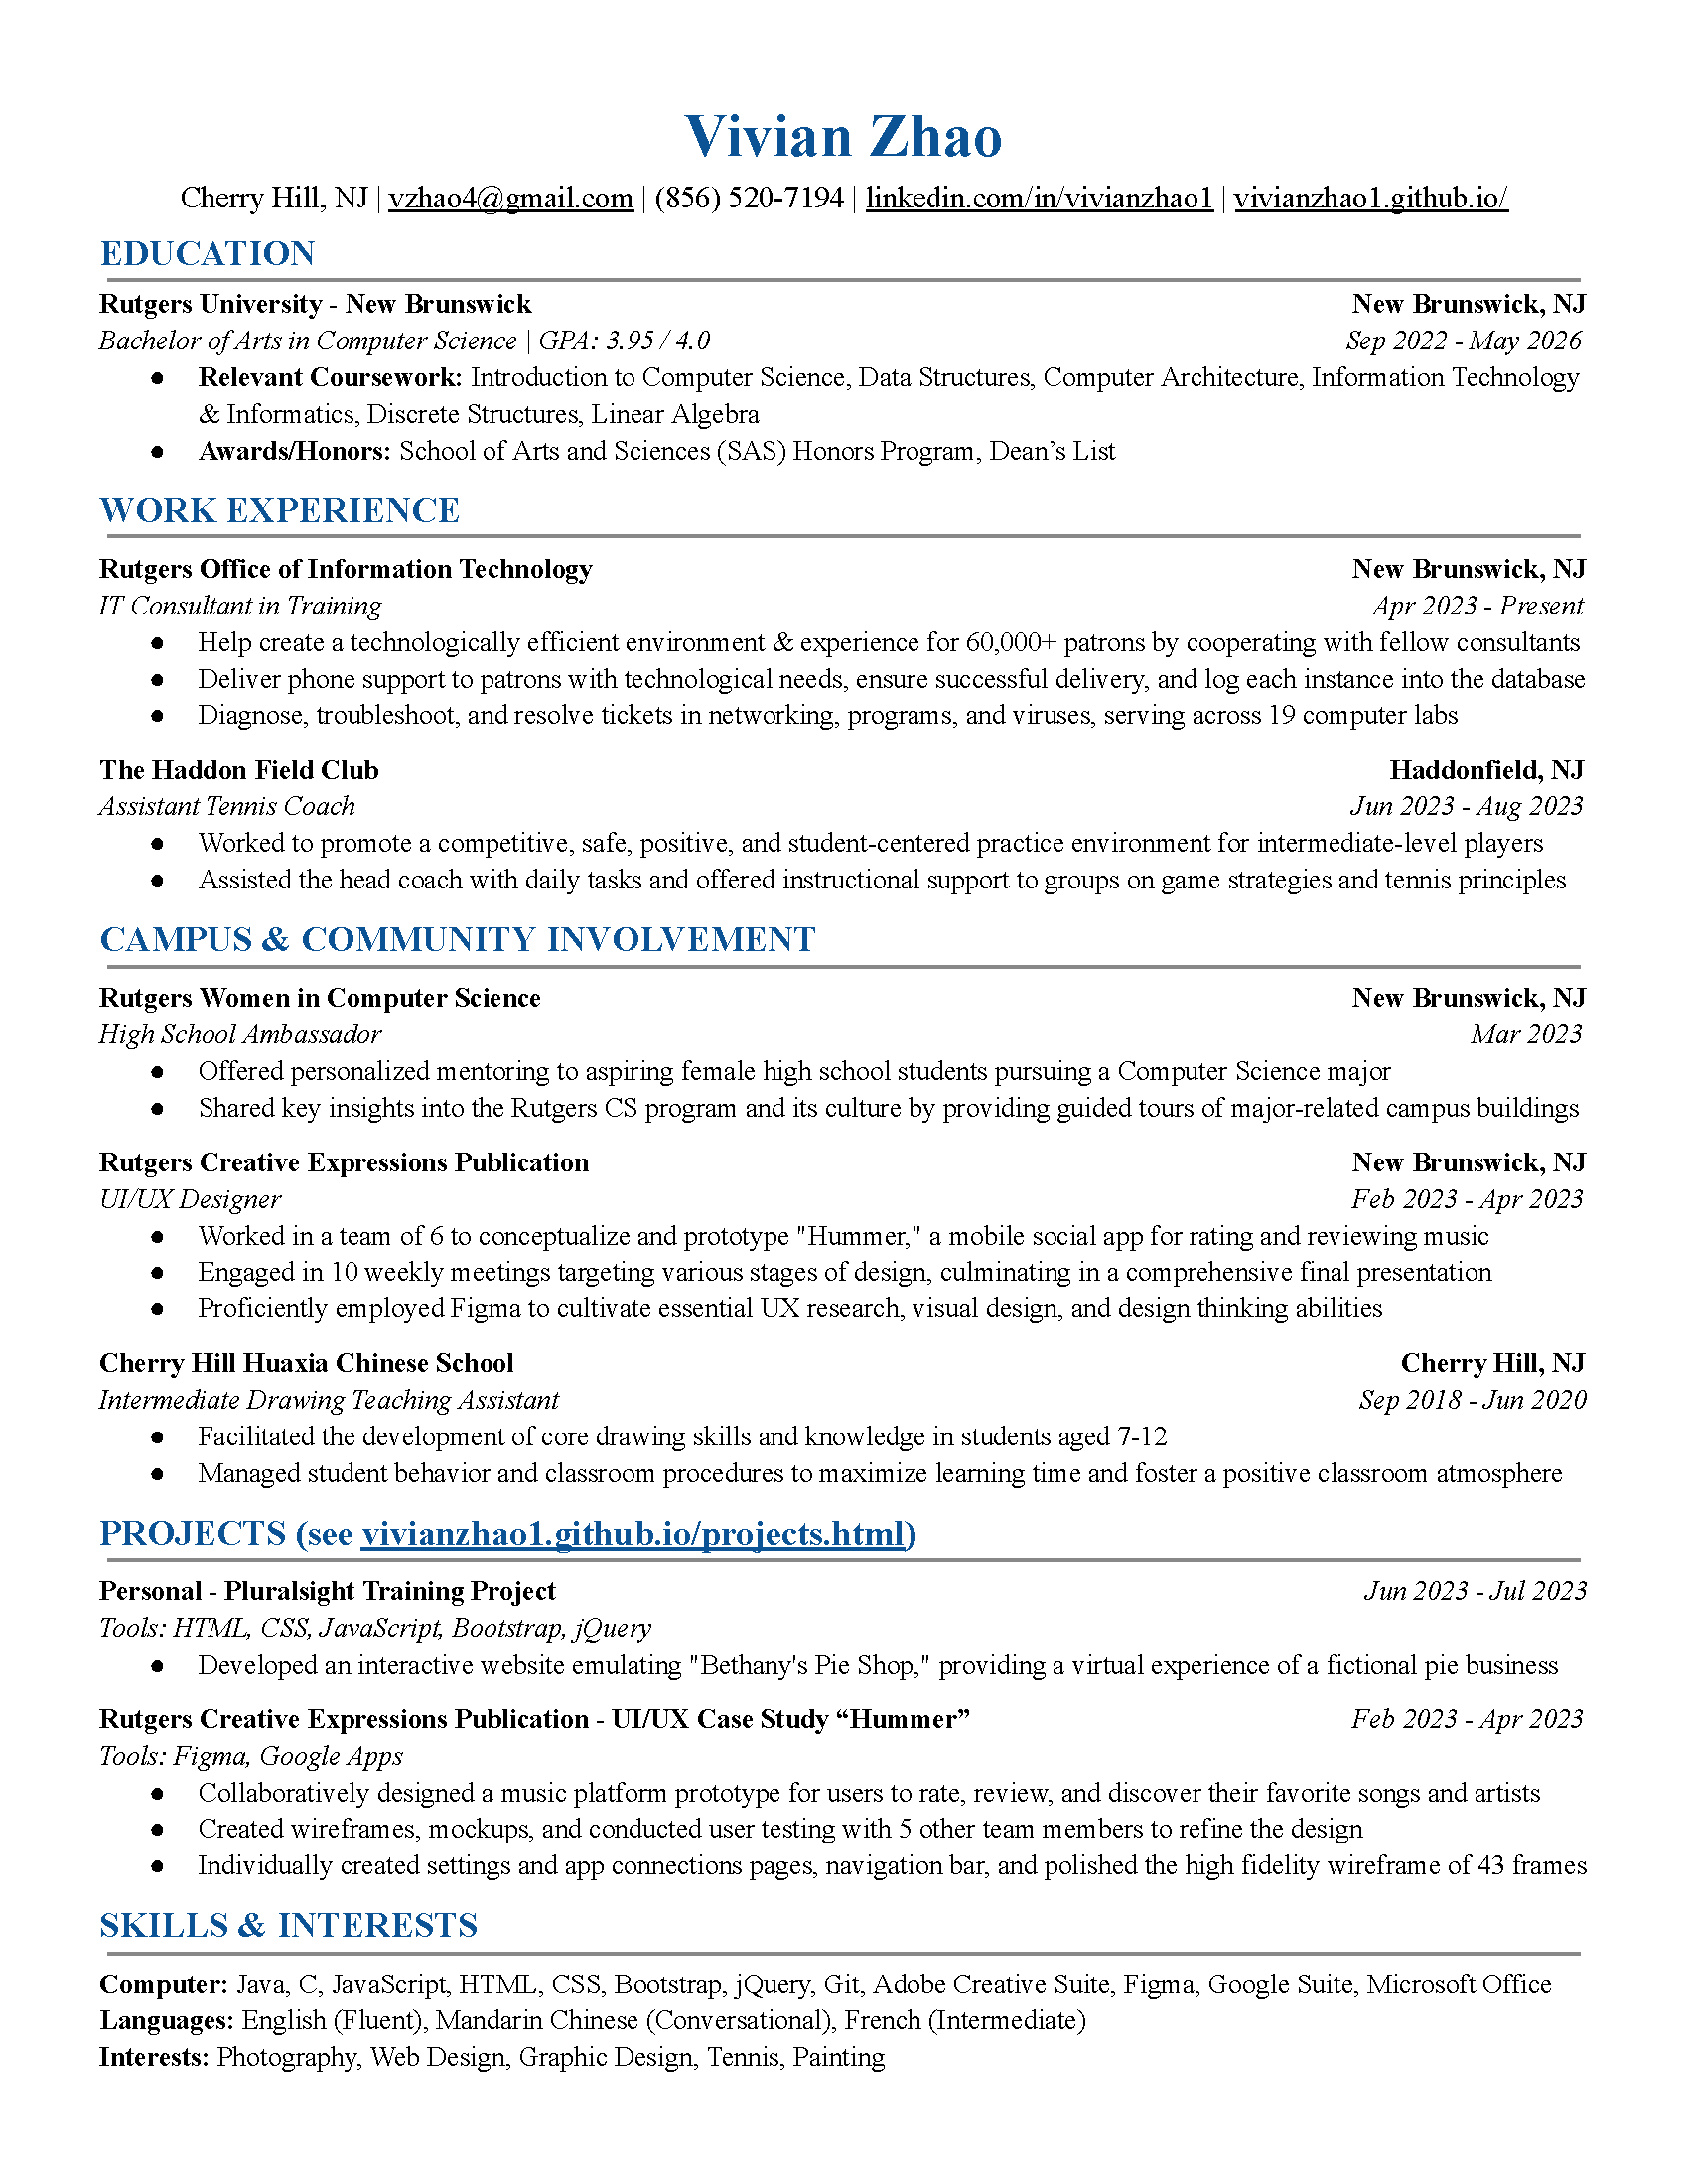 Vivian Zhao
Cherry Hill, NJ | vzhao4@gmail.com | (856) 520-7194 | linkedin.com/in/vivianzhao1 | vivianzhao1.github.io/
EDUCATION
Rutgers University - New Brunswick New Brunswick, NJ
Bachelor of Arts in Computer Science | GPA: 3.95 / 4.0 Sep 2022 - May 2026
● Relevant Coursework: Introduction to Computer Science, Data Structures, Computer Architecture, Information Technology
& Informatics, Discrete Structures, Linear Algebra
● Awards/Honors: School of Arts and Sciences (SAS) Honors Program, Dean’s List
WORK EXPERIENCE
Rutgers Office of Information Technology New Brunswick, NJ
IT Consultant in Training Apr 2023 - Present
● Help create a technologically efficient environment & experience for 60,000+ patrons by cooperating with fellow consultants
● Deliver phone support to patrons with technological needs, ensure successful delivery, and log each instance into the database
● Diagnose, troubleshoot, and resolve tickets in networking, programs, and viruses, serving across 19 computer labs
The Haddon Field Club Haddonfield, NJ
Assistant Tennis Coach Jun 2023 - Aug 2023
● Worked to promote a competitive, safe, positive, and student-centered practice environment for intermediate-level players
● Assisted the head coach with daily tasks and offered instructional support to groups on game strategies and tennis principles
CAMPUS & COMMUNITY INVOLVEMENT
Rutgers Women in Computer Science New Brunswick, NJ
High School Ambassador Mar 2023
● Offered personalized mentoring to aspiring female high school students pursuing a Computer Science major
● Shared key insights into the Rutgers CS program and its culture by providing guided tours of major-related campus buildings
Rutgers Creative Expressions Publication New Brunswick, NJ
UI/UX Designer Feb 2023 - Apr 2023
● Worked in a team of 6 to conceptualize and prototype "Hummer," a mobile social app for rating and reviewing music
● Engaged in 10 weekly meetings targeting various stages of design, culminating in a comprehensive final presentation
● Proficiently employed Figma to cultivate essential UX research, visual design, and design thinking abilities
Cherry Hill Huaxia Chinese School Cherry Hill, NJ
Intermediate Drawing Teaching Assistant Sep 2018 - Jun 2020
● Facilitated the development of core drawing skills and knowledge in students aged 7-12
● Managed student behavior and classroom procedures to maximize learning time and foster a positive classroom atmosphere
PROJECTS (see vivianzhao1.github.io/projects.html)
Personal - Pluralsight Training Project Jun 2023 - Jul 2023
Tools: HTML, CSS, JavaScript, Bootstrap, jQuery
● Developed an interactive website emulating "Bethany's Pie Shop," providing a virtual experience of a fictional pie business
Rutgers Creative Expressions Publication - UI/UX Case Study “Hummer” Feb 2023 - Apr 2023
Tools: Figma, Google Apps
● Collaboratively designed a music platform prototype for users to rate, review, and discover their favorite songs and artists
● Created wireframes, mockups, and conducted user testing with 5 other team members to refine the design
● Individually created settings and app connections pages, navigation bar, and polished the high fidelity wireframe of 43 frames
SKILLS & INTERESTS
Computer: Java, C, JavaScript, HTML, CSS, Bootstrap, jQuery, Git, Adobe Creative Suite, Figma, Google Suite, Microsoft Office
Languages: English (Fluent), Mandarin Chinese (Conversational), French (Intermediate)
Interests: Photography, Web Design, Graphic Design, Tennis, Painting